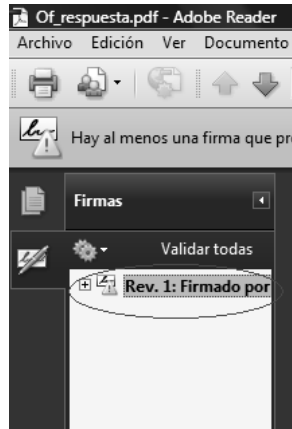 Of_respuesta.pdf - Adobe Reader
Archivo Edición Ver Documento
Hay al menos una firma que pr
Firmas
Validar todas
Rev. 1: Firmado por